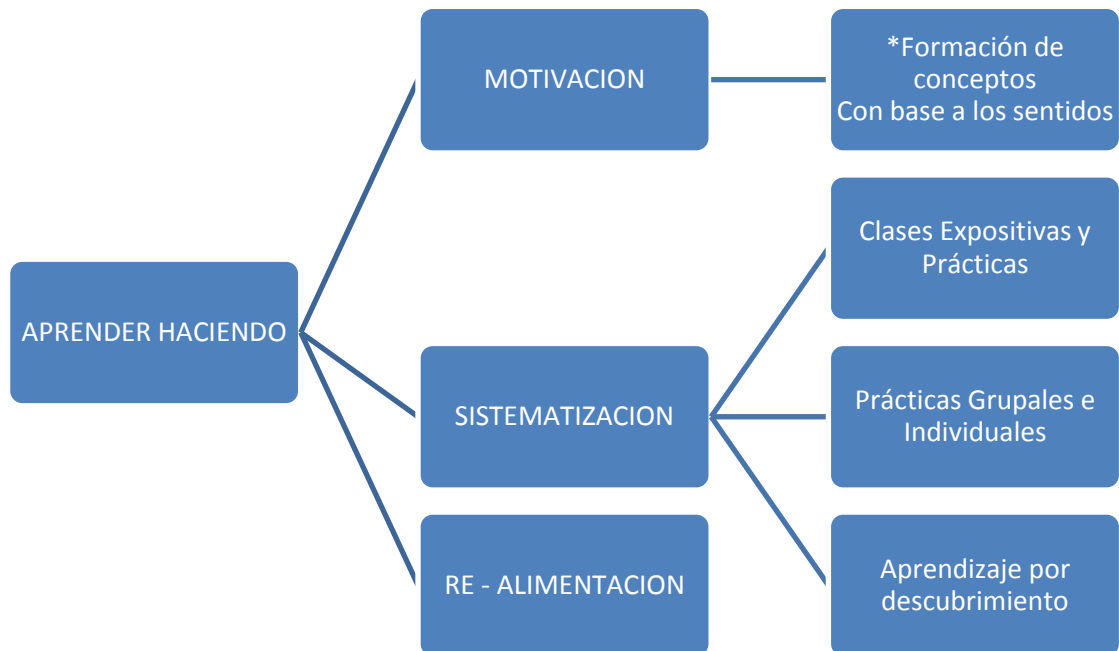 APRENDER HACIENDO
MOTIVACION
*Formación de
conceptos
Con base a los sentidos
SISTEMATIZACION
Clases Expositivas y
Prácticas
Prácticas Grupales e
Individuales
Aprendizaje por
descubrimiento
RE - ALIMENTACION